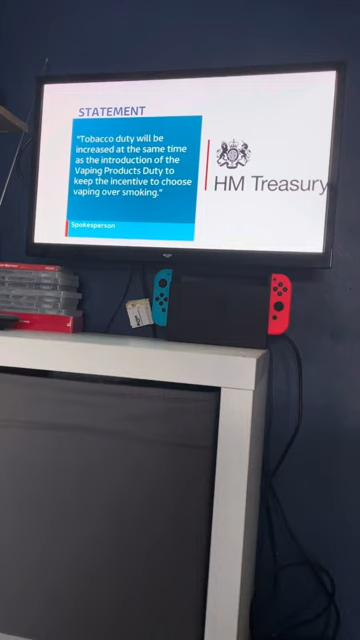 STATEMENT
"Tobacco duty will be
increased at the same time
as the introduction of the
Vaping Products Duty to
keep the incentive to choose
vaping over smoking."
Spokesperson
HM Treasury